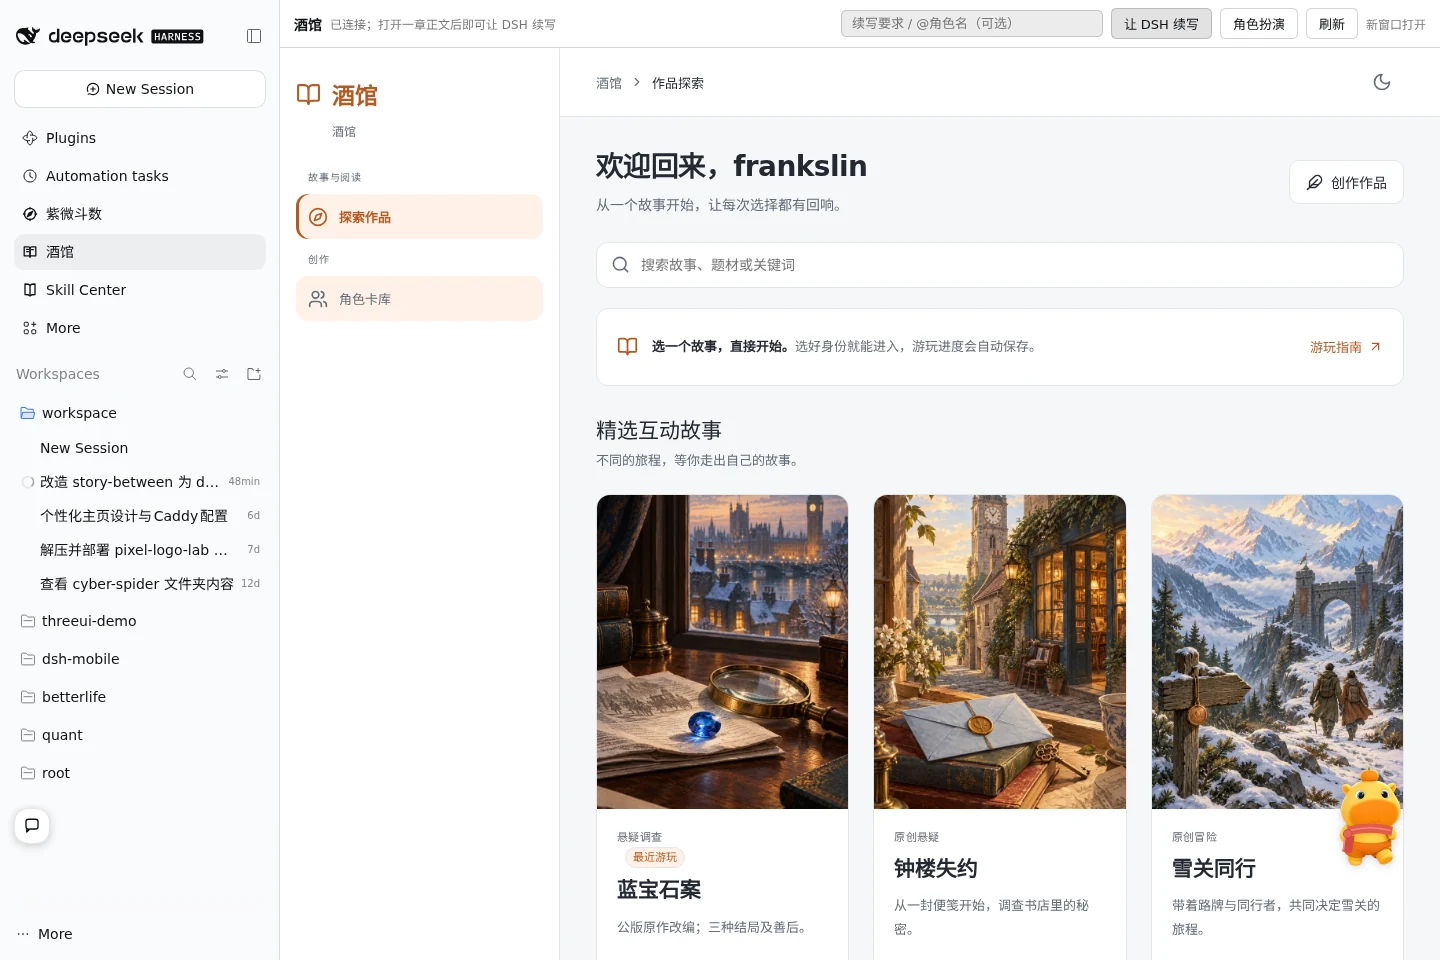 deepseek HARNESS
New Session
Plugins
Automation tasks
紫微斗数
酒馆
Skill Center
More
Workspaces
workspace
New Session
改造 story-between 为 d… 48min
个性化主页设计与Caddy配置 6d
解压并部署 pixel-logo-lab … 7d
查看 cyber-spider 文件夹内容 12d
threeui-demo
dsh-mobile
betterlife
quant
root
More
酒馆 已连接；打开一章正文后即可让 DSH 续写
续写要求 / @角色名（可选）
让 DSH 续写
角色扮演
刷新
新窗口打开
酒馆
酒馆
故事与阅读
探索作品
创作
角色卡库
酒馆 > 作品探索
欢迎回来，frankslin
从一个故事开始，让每次选择都有回响。
创作作品
搜索故事、题材或关键词
选一个故事，直接开始。选好身份就能进入，游玩进度会自动保存。
游玩指南
精选互动故事
不同的旅程，等你走出自己的故事。
悬疑调查
最近游玩
蓝宝石案
公版原作改编；三种结局及善后。
原创悬疑
钟楼失约
从一封便笺开始，调查书店里的秘
密。
原创冒险
雪关同行
带着路牌与同行者，共同决定雪关的
旅程。